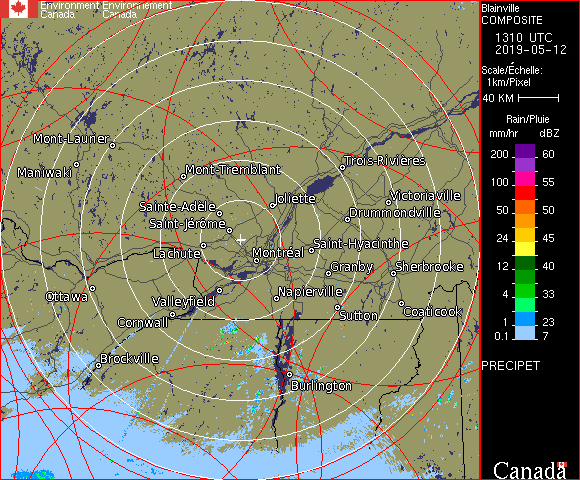 Environment Environnement
Canada Canada
Blainville
COMPOSITE
1310 UTC
2019-05-12
Scale/Échelle:
1km/Pixel
40 KM
Rain/Pluie
mm/hr dBZ
200 60
100 55
50 50
24 45
12 40
4 33
1 23
0.1 7
PRECIPET
Canada
Mont-Laurier
Maniwaki
Mont-Tremblant
Trois-Rivières
Joliette
Victoriaville
Sainte-Adèle
Drummondville
Saint-Jérôme
Saint-Hyacinthe
Lachute
Montréal
Granby
Sherbrooke
Ottawa
Valleyfield
Napierville
Cornwall
Sutton
Coaticook
Brockville
Burlington